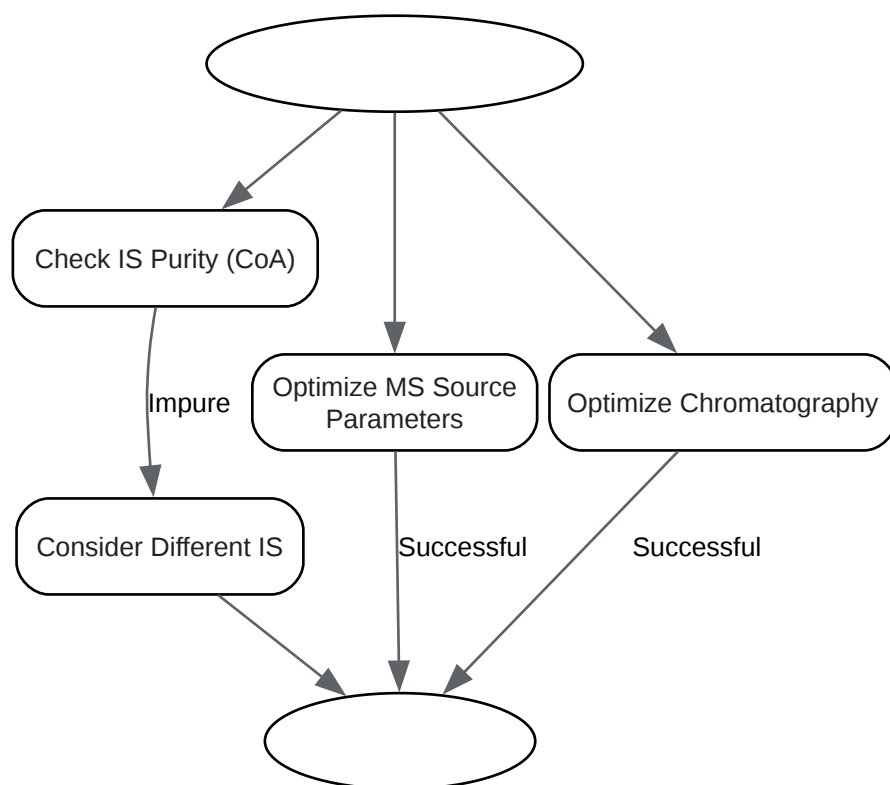 Check IS Purity (CoA)
Optimize MS Source
Parameters
Optimize Chromatography
Impure
Consider Different IS
Successful
Successful